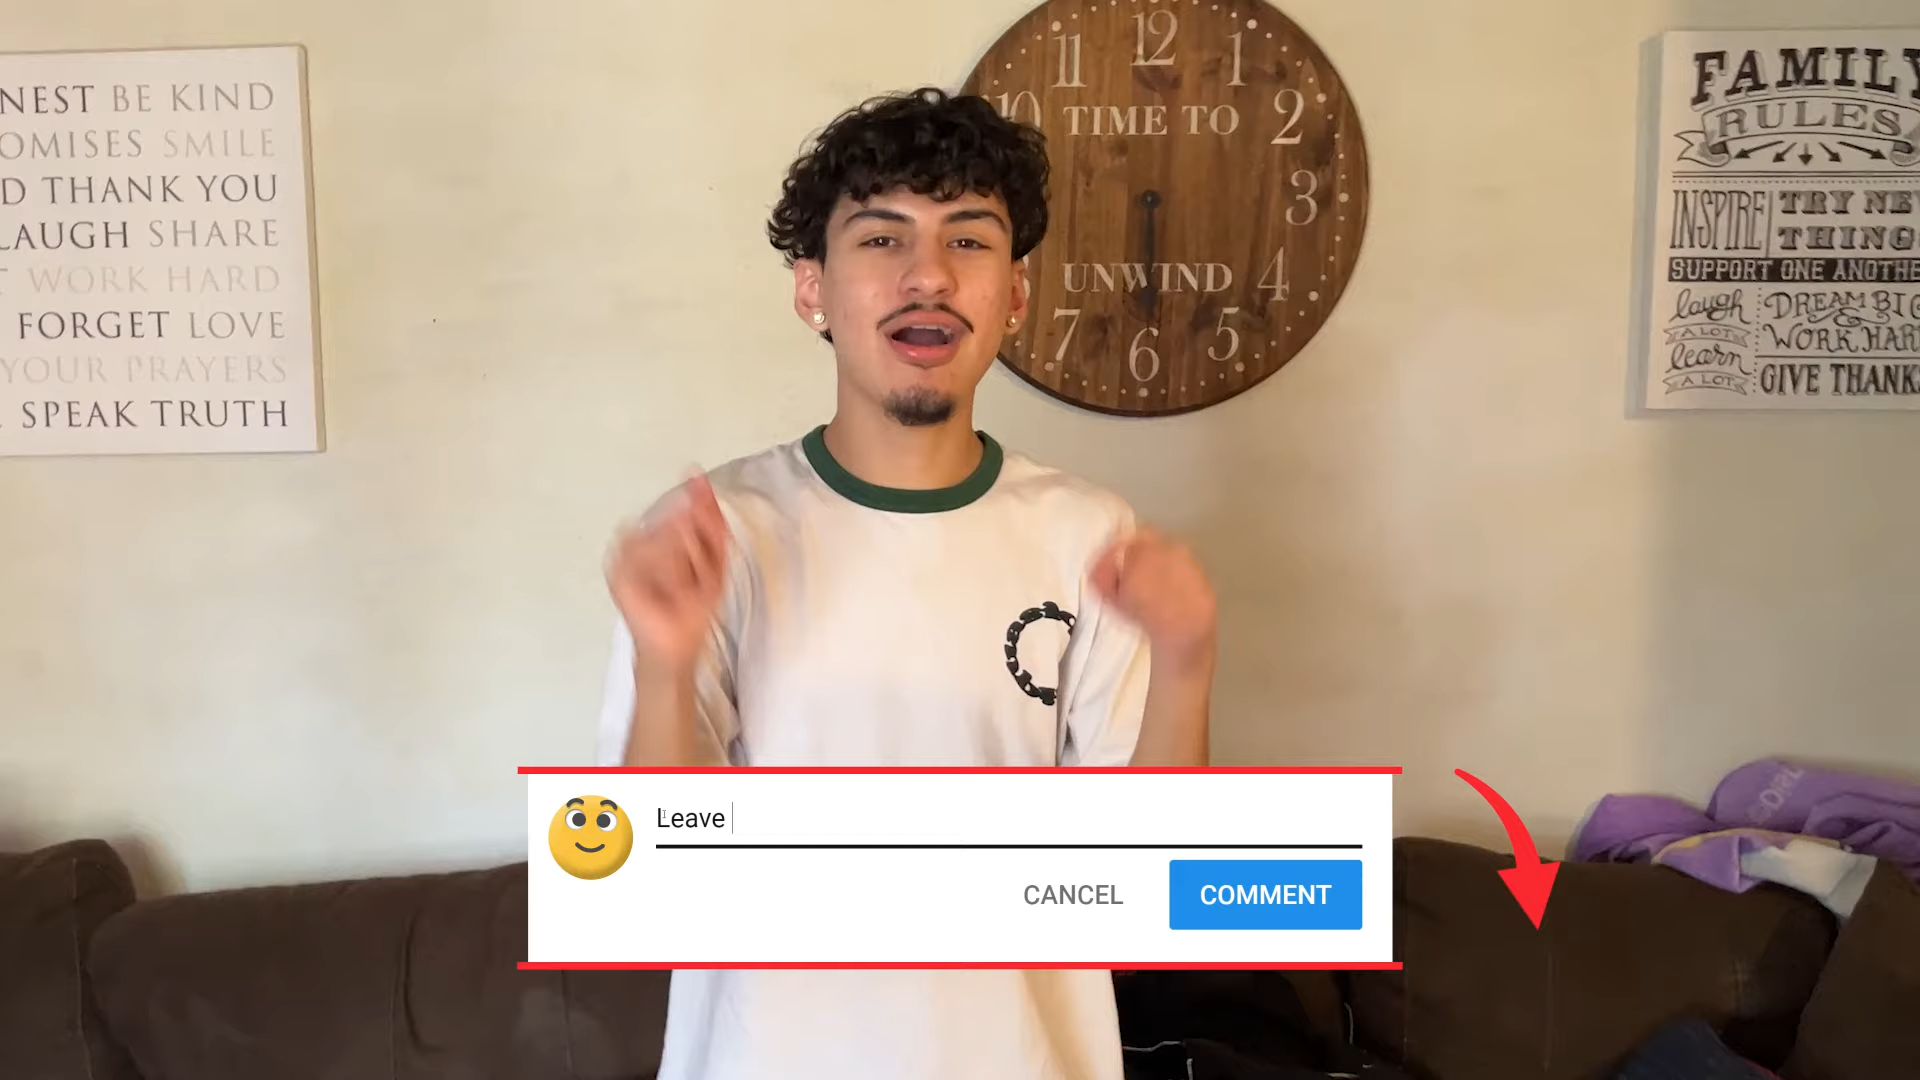 NEST BE KIND
OMISES SMILE
D THANK YOU
LAUGH SHARE
WORK HARD
FORGET LOVE
YOUR PRAYERS
SPEAK TRUTH
11 12 1
10 TIME TO 2
3
UNWIND 4
7 6 5
FAMILY
RULES
INSPIRE TRY NE
THING
SUPPORT ONE ANOTHE
laugh A LOT
DREAM BIG &
WORK HAR
learn A LOT
GIVE THANK
Leave
CANCEL COMMENT